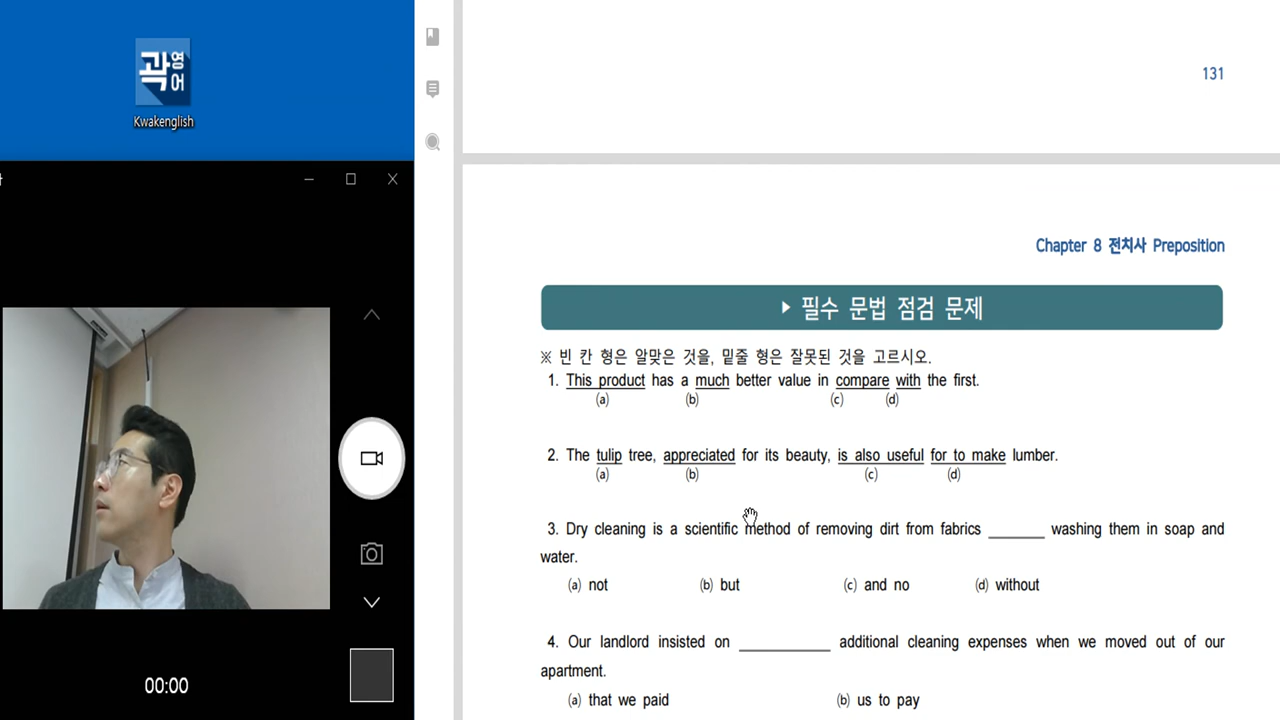 곽영어
Kwakenglish
131
Chapter 8 전치사 Preposition
▶ 필수 문법 점검 문제
※ 빈 칸 형은 알맞은 것을, 밑줄 형은 잘못된 것을 고르시오.
1. This product has a much better value in compare with the first.
(a) (b) (c) (d)
2. The tulip tree, appreciated for its beauty, is also useful for to make lumber.
(a) (b) (c) (d)
3. Dry cleaning is a scientific method of removing dirt from fabrics ______ washing them in soap and
water.
(a) not (b) but (c) and no (d) without
4. Our landlord insisted on __________ additional cleaning expenses when we moved out of our
apartment.
(a) that we paid (b) us to pay
00:00